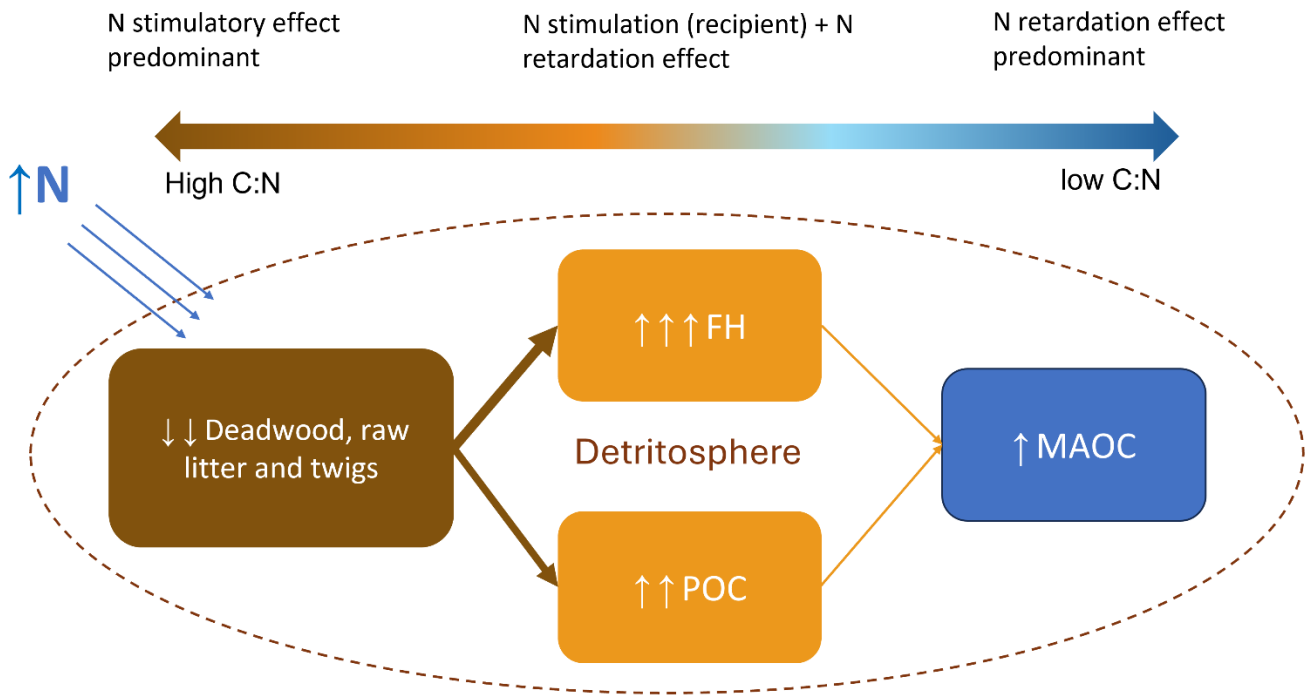 N stimulatory effect
predominant
N stimulation (recipient) + N
retardation effect
N retardation effect
predominant
High C:N
low C:N
↑N
↑↑↑FH
↓↓Deadwood, raw
litter and twigs
Detritosphere
↑MAOC
↑↑POC